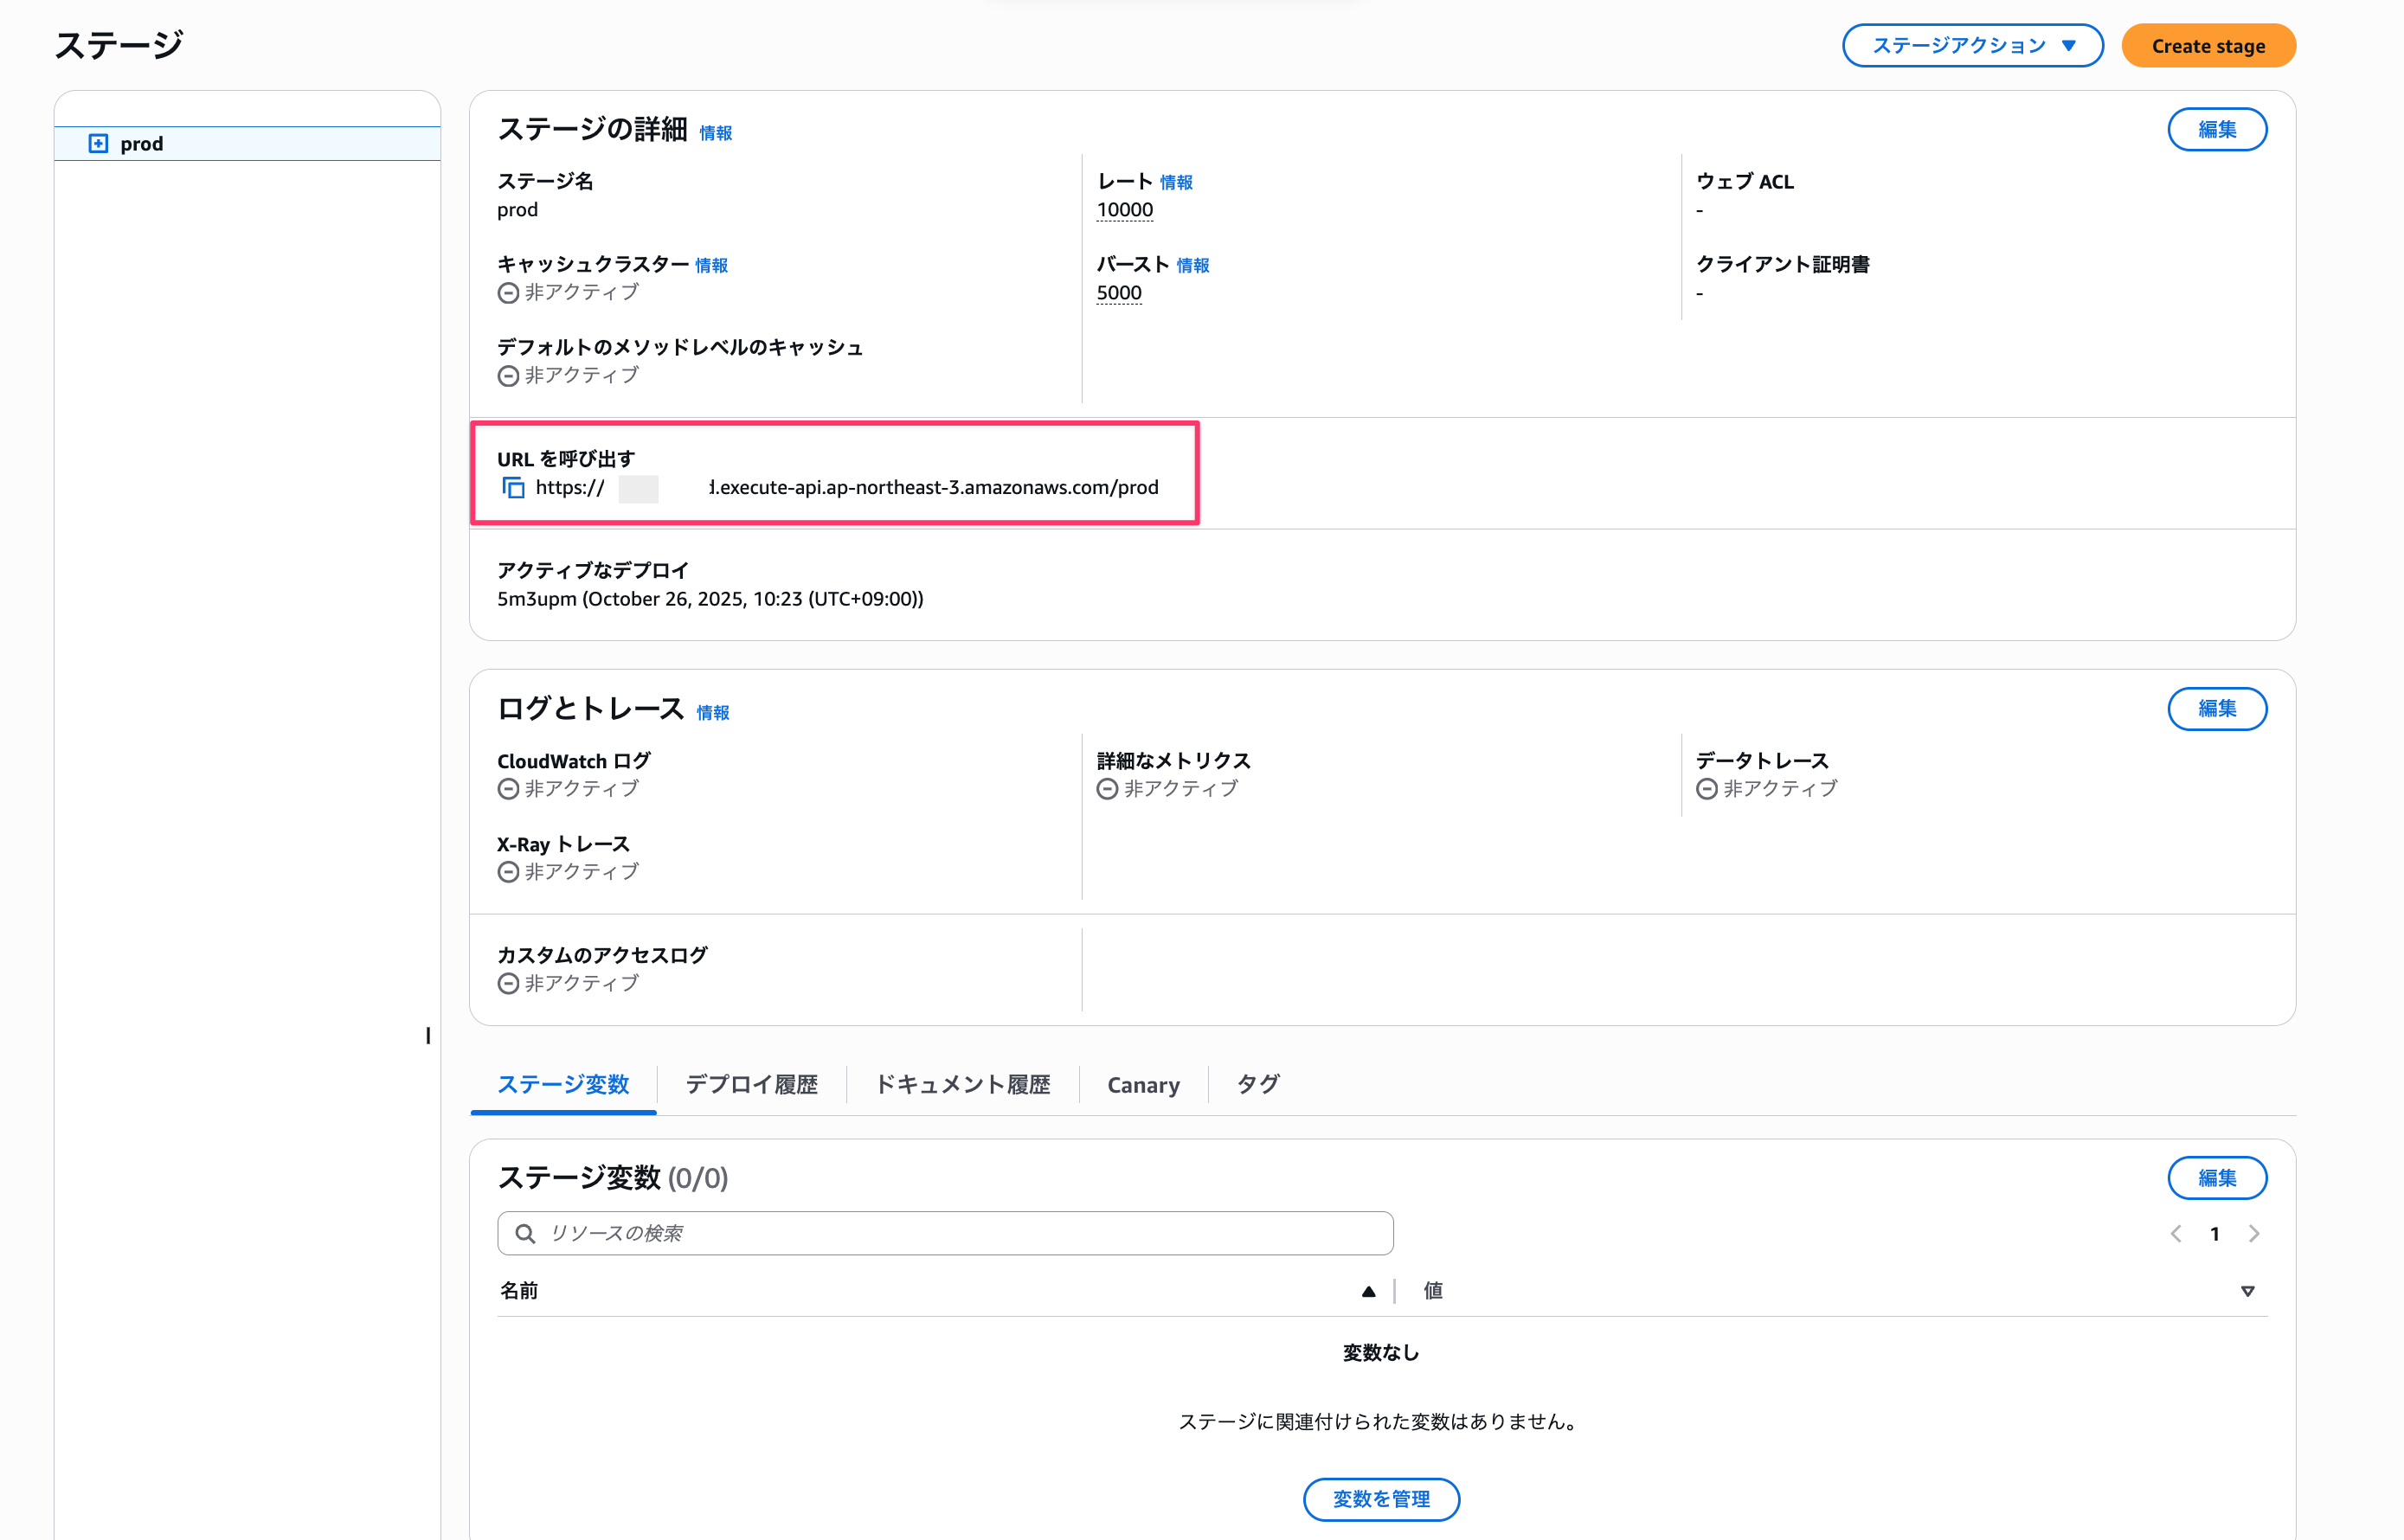 ステージ
ステージアクション
Create stage
prod
ステージの詳細 情報
編集
ステージ名
prod
レート 情報
10000
ウェブ ACL
-
キャッシュクラスター 情報
非アクティブ
バースト 情報
5000
クライアント証明書
-
デフォルトのメソッドレベルのキャッシュ
非アクティブ
URL を呼び出す
https:// .execute-api.ap-northeast-3.amazonaws.com/prod
アクティブなデプロイ
5m3upm (October 26, 2025, 10:23 (UTC+09:00))
ログとトレース 情報
編集
CloudWatch ログ
非アクティブ
詳細なメトリクス
非アクティブ
データトレース
非アクティブ
X-Ray トレース
非アクティブ
カスタムのアクセスログ
非アクティブ
ステージ変数 デプロイ履歴 ドキュメント履歴 Canary タグ
ステージ変数 (0/0)
編集
リソースの検索
1
名前 値
変数なし
ステージに関連付けられた変数はありません。
変数を管理